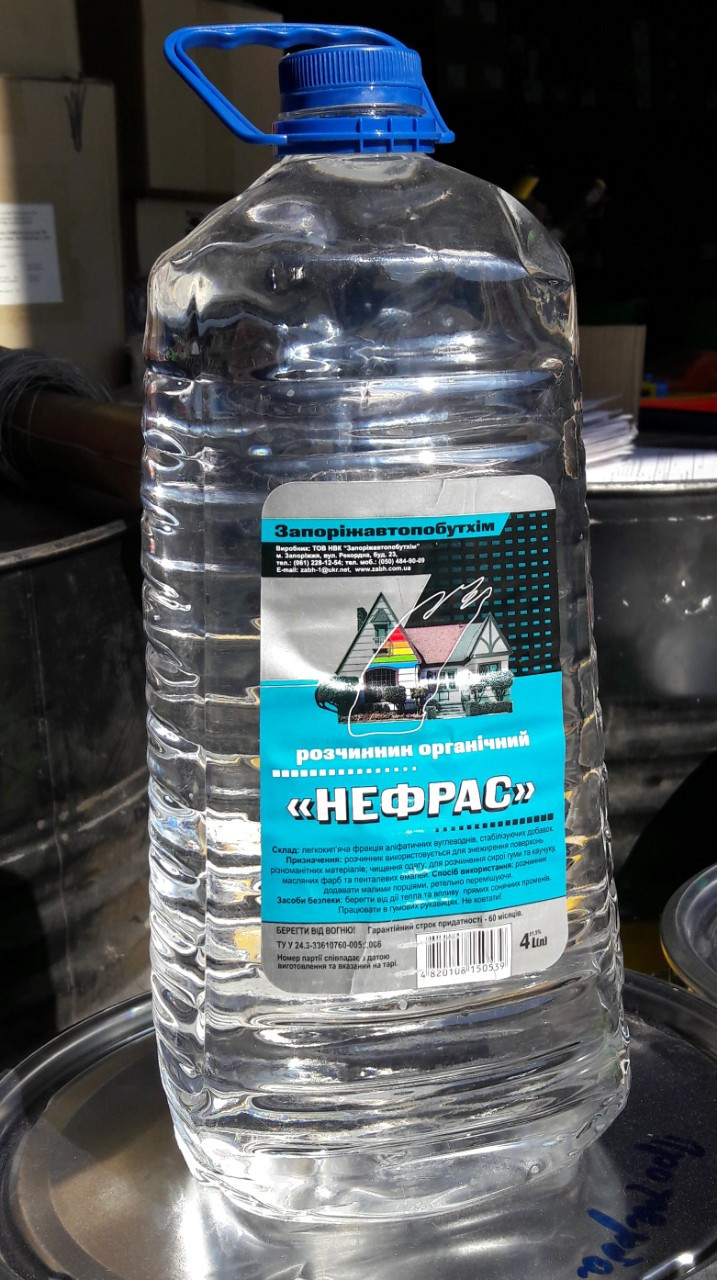 Запоріжавтопобутхім
Виробник: ТОВ НВК "Запоріжавтопобутхім"
м. Запоріжжя, вул. Рекордна, буд. 23,
тел.: (061) 228-12-54; тел. моб.: (050) 484-90-09
E-mail: zabh-1@ukr.net, www.zabh.com.ua
розчинник органічний
«НЕФРАС»
Склад: легкокип'яча фракція аліфатичних вуглеводнів, стабілізуючих добавок.
Призначення: розчинник використовується для знежирення поверхонь
різноманітних матеріалів; чищення одягу; для розчинення сирої гуми та каучуку,
масляних фарб та пенталевих емалей. Спосіб використання: розчинник
додавати малими порціями, ретельно перемішуючи.
Засоби безпеки: берегти від дії тепла та впливу прямих сонячних променів.
Працювати в гумових рукавицях. Не ковтати!
БЕРЕГТИ ВІД ВОГНЮ! Гарантійний строк придатності - 60 місяців.
ТУ У 24.3-33610760-005:2006
Номер партії співпадає з датою
виготовлення та вказаний на тарі.
4 820108 150539
4 L(л)